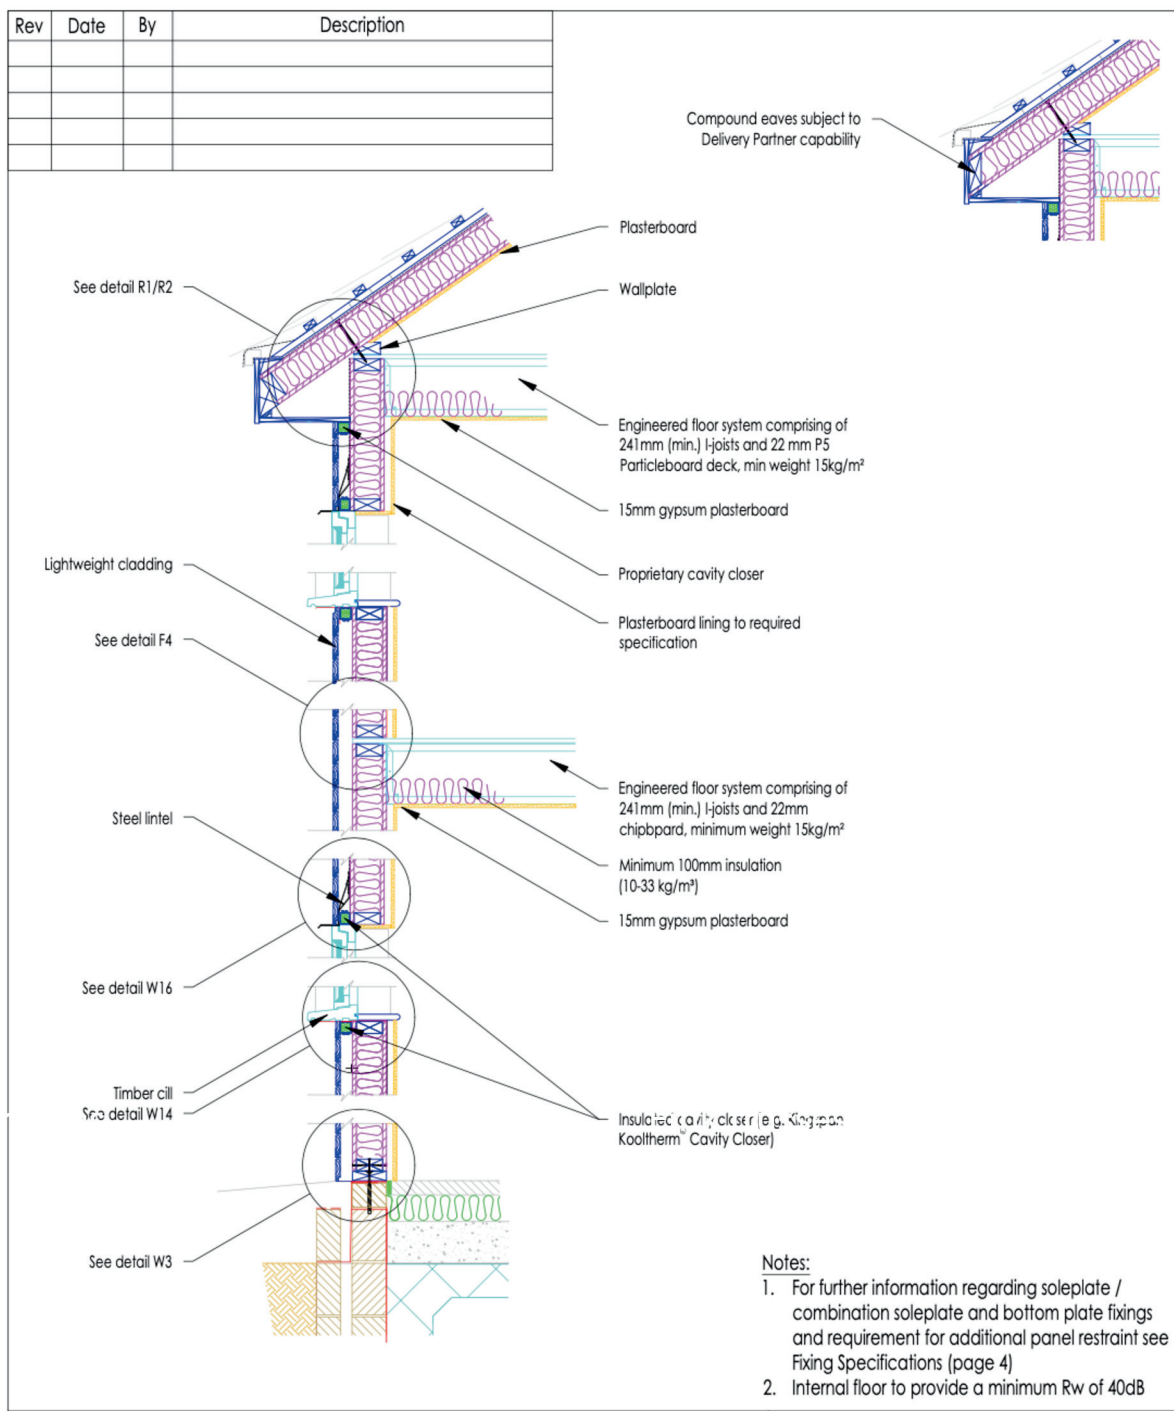 Rev Date By Description
Compound eaves subject to
Delivery Partner capability
Plasterboard
See detail R1/R2
Wallplate
Engineered floor system comprising of
241mm (min.) I-joists and 22 mm P5
Particleboard deck, min weight 15kg/m²
15mm gypsum plasterboard
Lightweight cladding
Proprietary cavity closer
Plasterboard lining to required
specification
See detail F4
Engineered floor system comprising of
241mm (min.) I-joists and 22mm
chipbpard, minimum weight 15kg/m²
Steel lintel
Minimum 100mm insulation
(10-33 kg/m³)
15mm gypsum plasterboard
See detail W16
Timber cill
See detail W14
Insulated cavity closer (e.g. Kingspan
Kooltherm Cavity Closer)
See detail W3
Notes:
1. For further information regarding soleplate /
combination soleplate and bottom plate fixings
and requirement for additional panel restraint see
Fixing Specifications (page 4)
2. Internal floor to provide a minimum Rw of 40dB